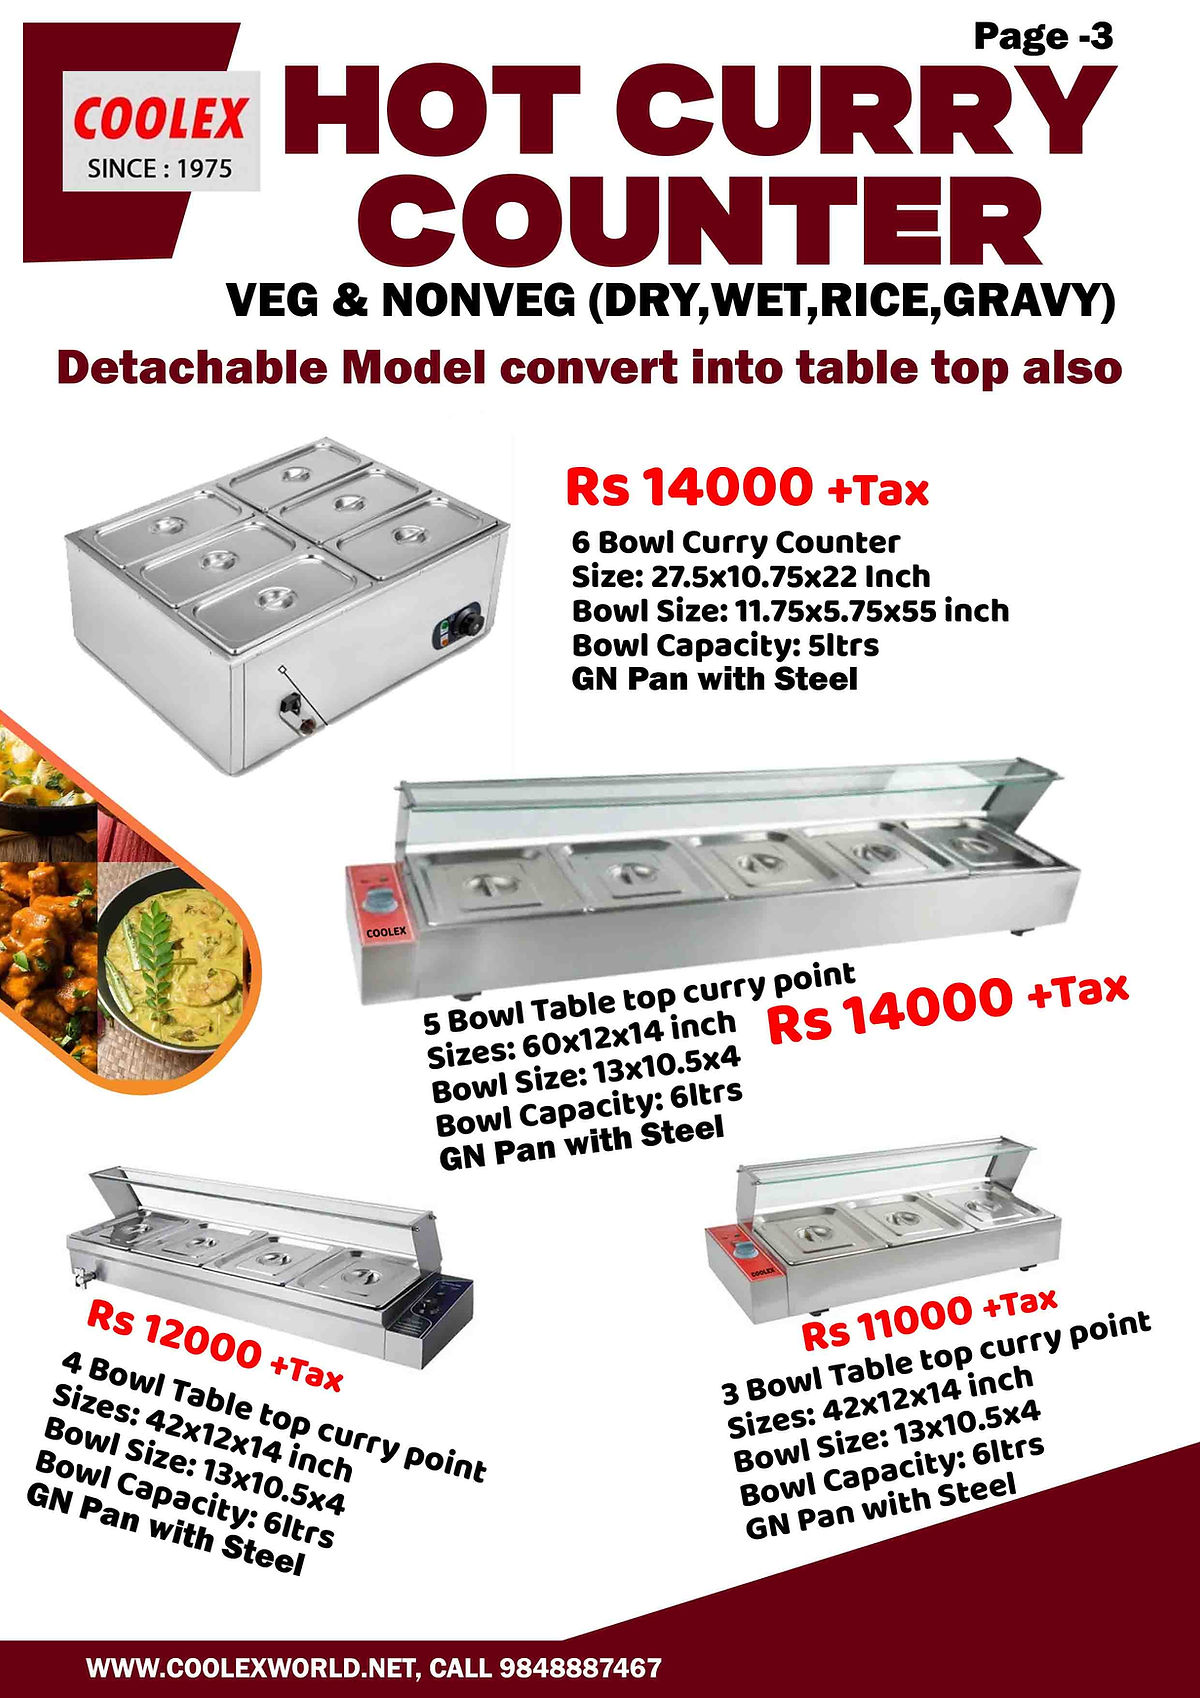 Page -3
COOLEX
SINCE : 1975
HOT CURRY
COUNTER
VEG & NONVEG (DRY,WET,RICE,GRAVY)
Detachable Model convert into table top also
Rs 14000 +Tax
6 Bowl Curry Counter
Size: 27.5x10.75x22 Inch
Bowl Size: 11.75x5.75x55 inch
Bowl Capacity: 5ltrs
GN Pan with Steel
COOLEX
5 Bowl Table top curry point
Sizes: 60x12x14 inch
Bowl Size: 13x10.5x4
Bowl Capacity: 6ltrs
GN Pan with Steel
Rs 14000 +Tax
Rs 12000 +Tax
4 Bowl Table top curry point
Sizes: 42x12x14 inch
Bowl Size: 13x10.5x4
Bowl Capacity: 6ltrs
GN Pan with Steel
COOLEX
Rs 11000 +Tax
3 Bowl Table top curry point
Sizes: 42x12x14 inch
Bowl Size: 13x10.5x4
Bowl Capacity: 6ltrs
GN Pan with Steel
WWW.COOLEXWORLD.NET, CALL 9848887467